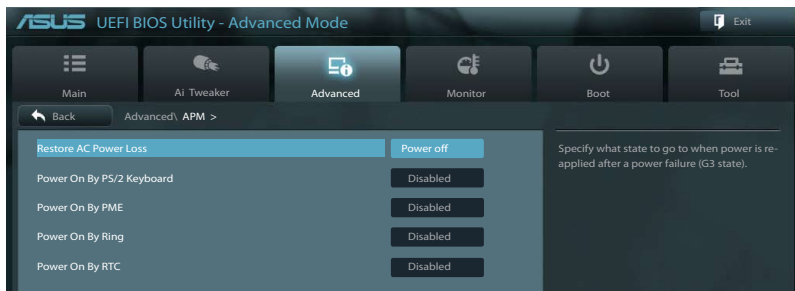 ASUS UEFI BIOS Utility - Advanced Mode
Exit
Main
Ai Tweaker
Advanced
Monitor
Boot
Tool
Back
Advanced\ APM >
Restore AC Power Loss Power off
Power On By PS/2 Keyboard Disabled
Power On By PME Disabled
Power On By Ring Disabled
Power On By RTC Disabled
Specify what state to go to when power is re-
applied after a power failure (G3 state).